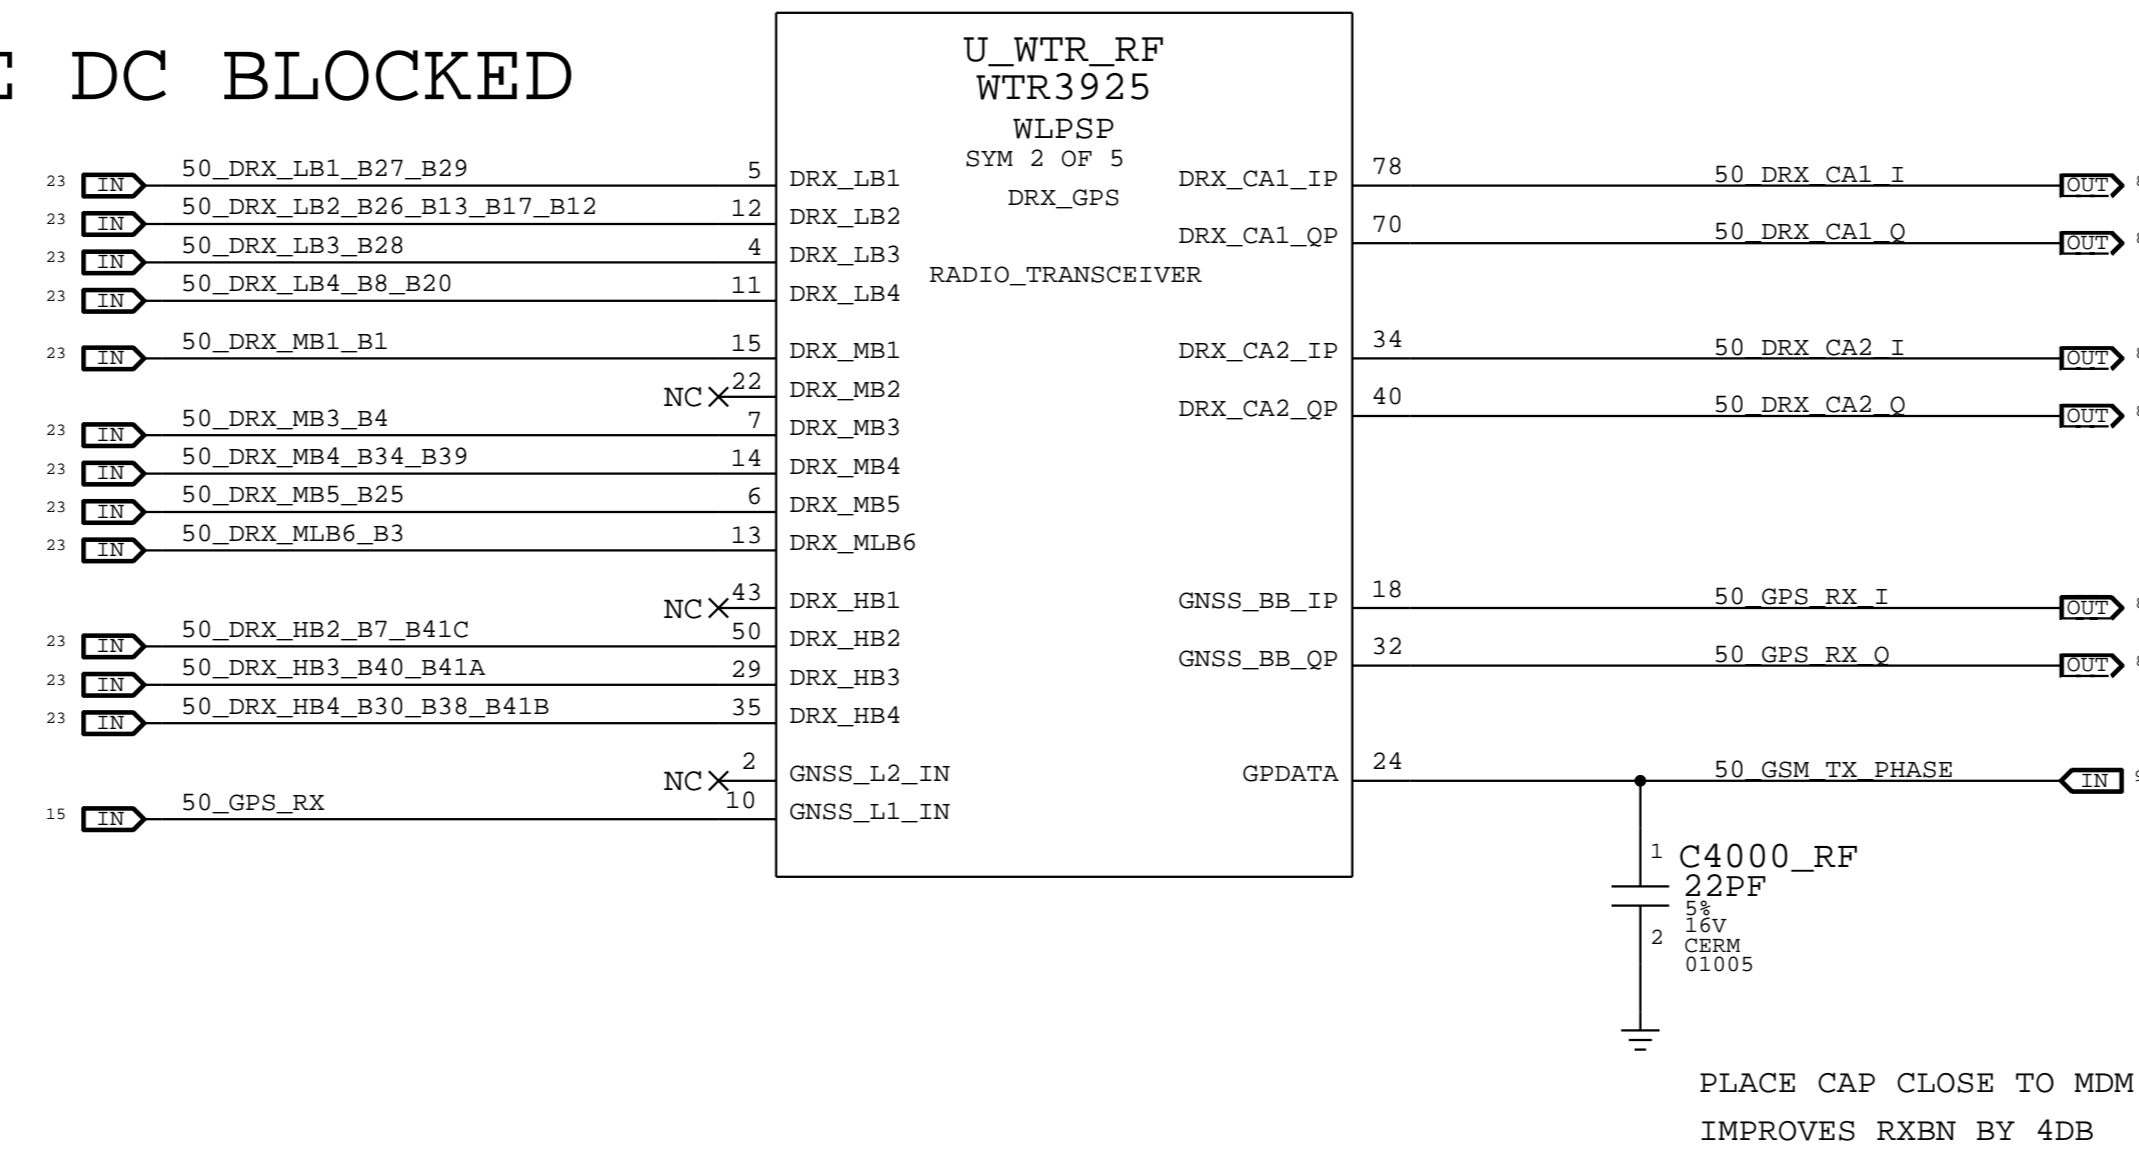 E DC BLOCKED
U_WTR_RF
WTR3925
WLPSP
SYM 2 OF 5
DRX_GPS
RADIO_TRANSCEIVER
23 IN 50_DRX_LB1_B27_B29 5 DRX_LB1
23 IN 50_DRX_LB2_B26_B13_B17_B12 12 DRX_LB2
23 IN 50_DRX_LB3_B28 4 DRX_LB3
23 IN 50_DRX_LB4_B8_B20 11 DRX_LB4
23 IN 50_DRX_MB1_B1 15 DRX_MB1
NC 22 DRX_MB2
23 IN 50_DRX_MB3_B4 7 DRX_MB3
23 IN 50_DRX_MB4_B34_B39 14 DRX_MB4
23 IN 50_DRX_MB5_B25 6 DRX_MB5
23 IN 50_DRX_MLB6_B3 13 DRX_MLB6
NC 43 DRX_HB1
23 IN 50_DRX_HB2_B7_B41C 50 DRX_HB2
23 IN 50_DRX_HB3_B40_B41A 29 DRX_HB3
23 IN 50_DRX_HB4_B30_B38_B41B 35 DRX_HB4
NC 2 GNSS_L2_IN
15 IN 50_GPS_RX 10 GNSS_L1_IN
DRX_CA1_IP 78 50_DRX_CA1_I OUT
DRX_CA1_QP 70 50_DRX_CA1_Q OUT
DRX_CA2_IP 34 50_DRX_CA2_I OUT
DRX_CA2_QP 40 50_DRX_CA2_Q OUT
GNSS_BB_IP 18 50_GPS_RX_I OUT
GNSS_BB_QP 32 50_GPS_RX_Q OUT
GPDATA 24 50_GSM_TX_PHASE IN
1 C4000_RF
22PF
5%
16V
2 CERM
01005
PLACE CAP CLOSE TO MDM
IMPROVES RXBN BY 4DB